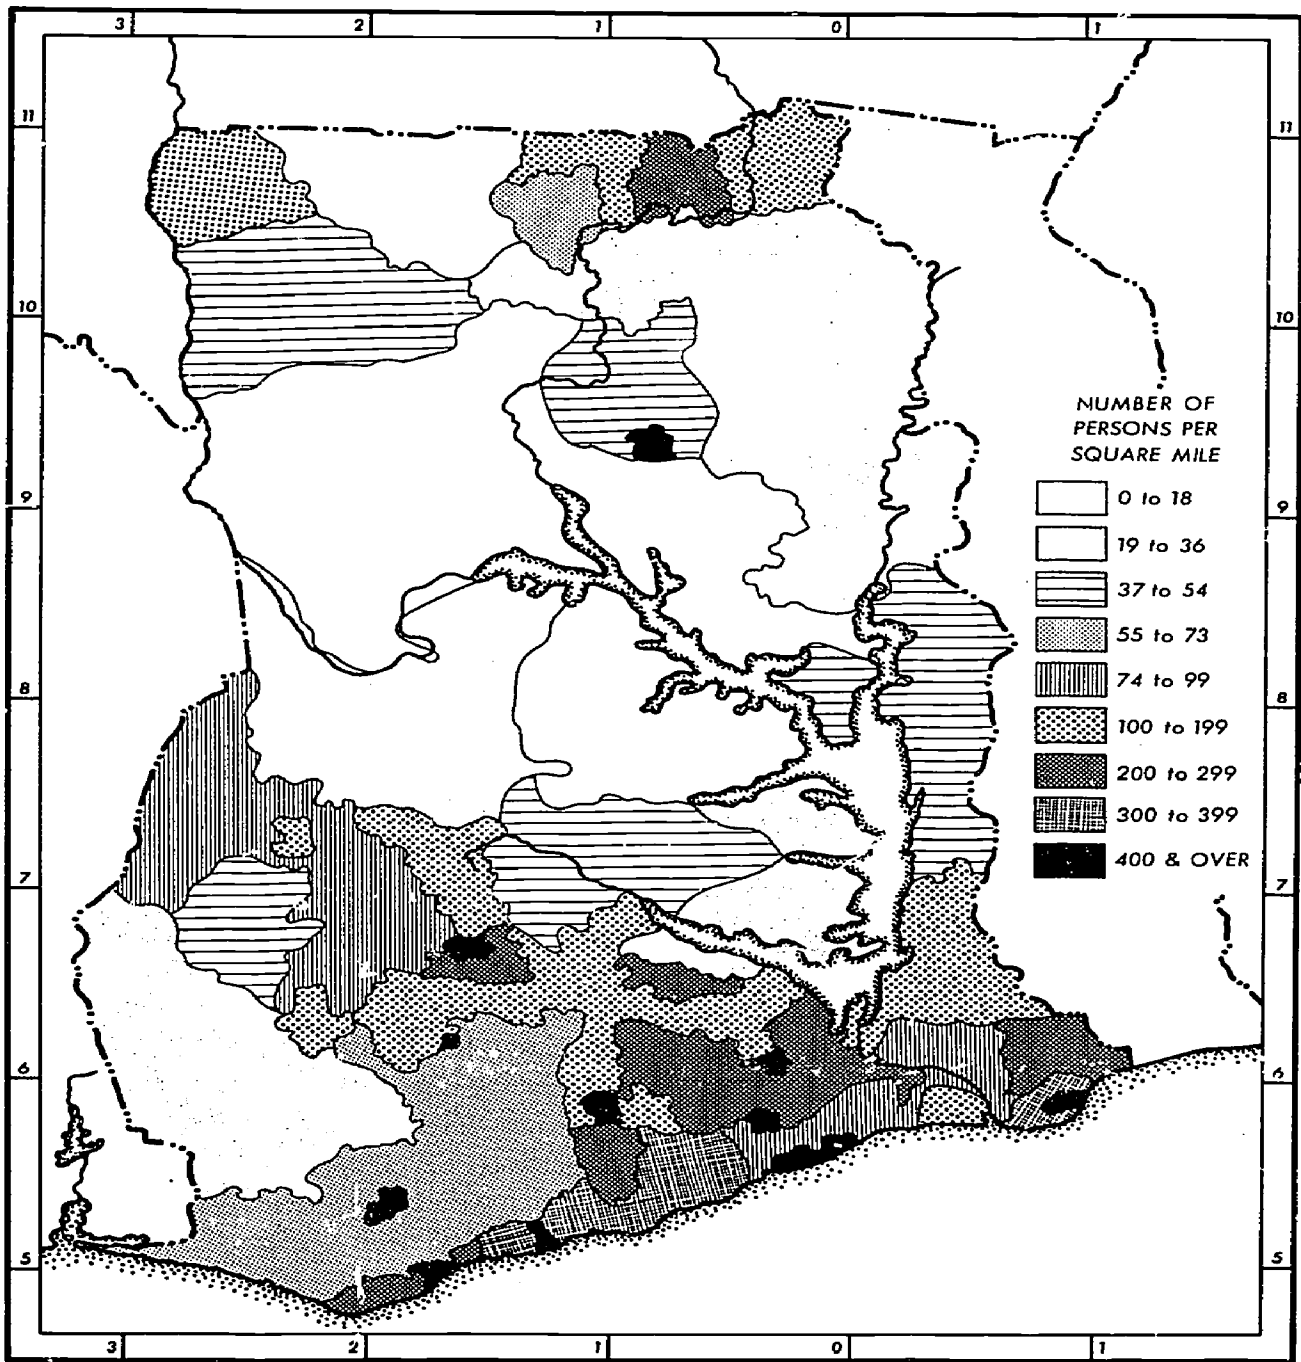 3 2 1 0 1
11 11
10 10
NUMBER OF
PERSONS PER
SQUARE MILE
0 to 18
9 9
19 to 36
37 to 54
55 to 73
74 to 99
8 8
100 to 199
200 to 299
300 to 399
400 & OVER
7 7
6 6
5 5
3 2 1 0 1